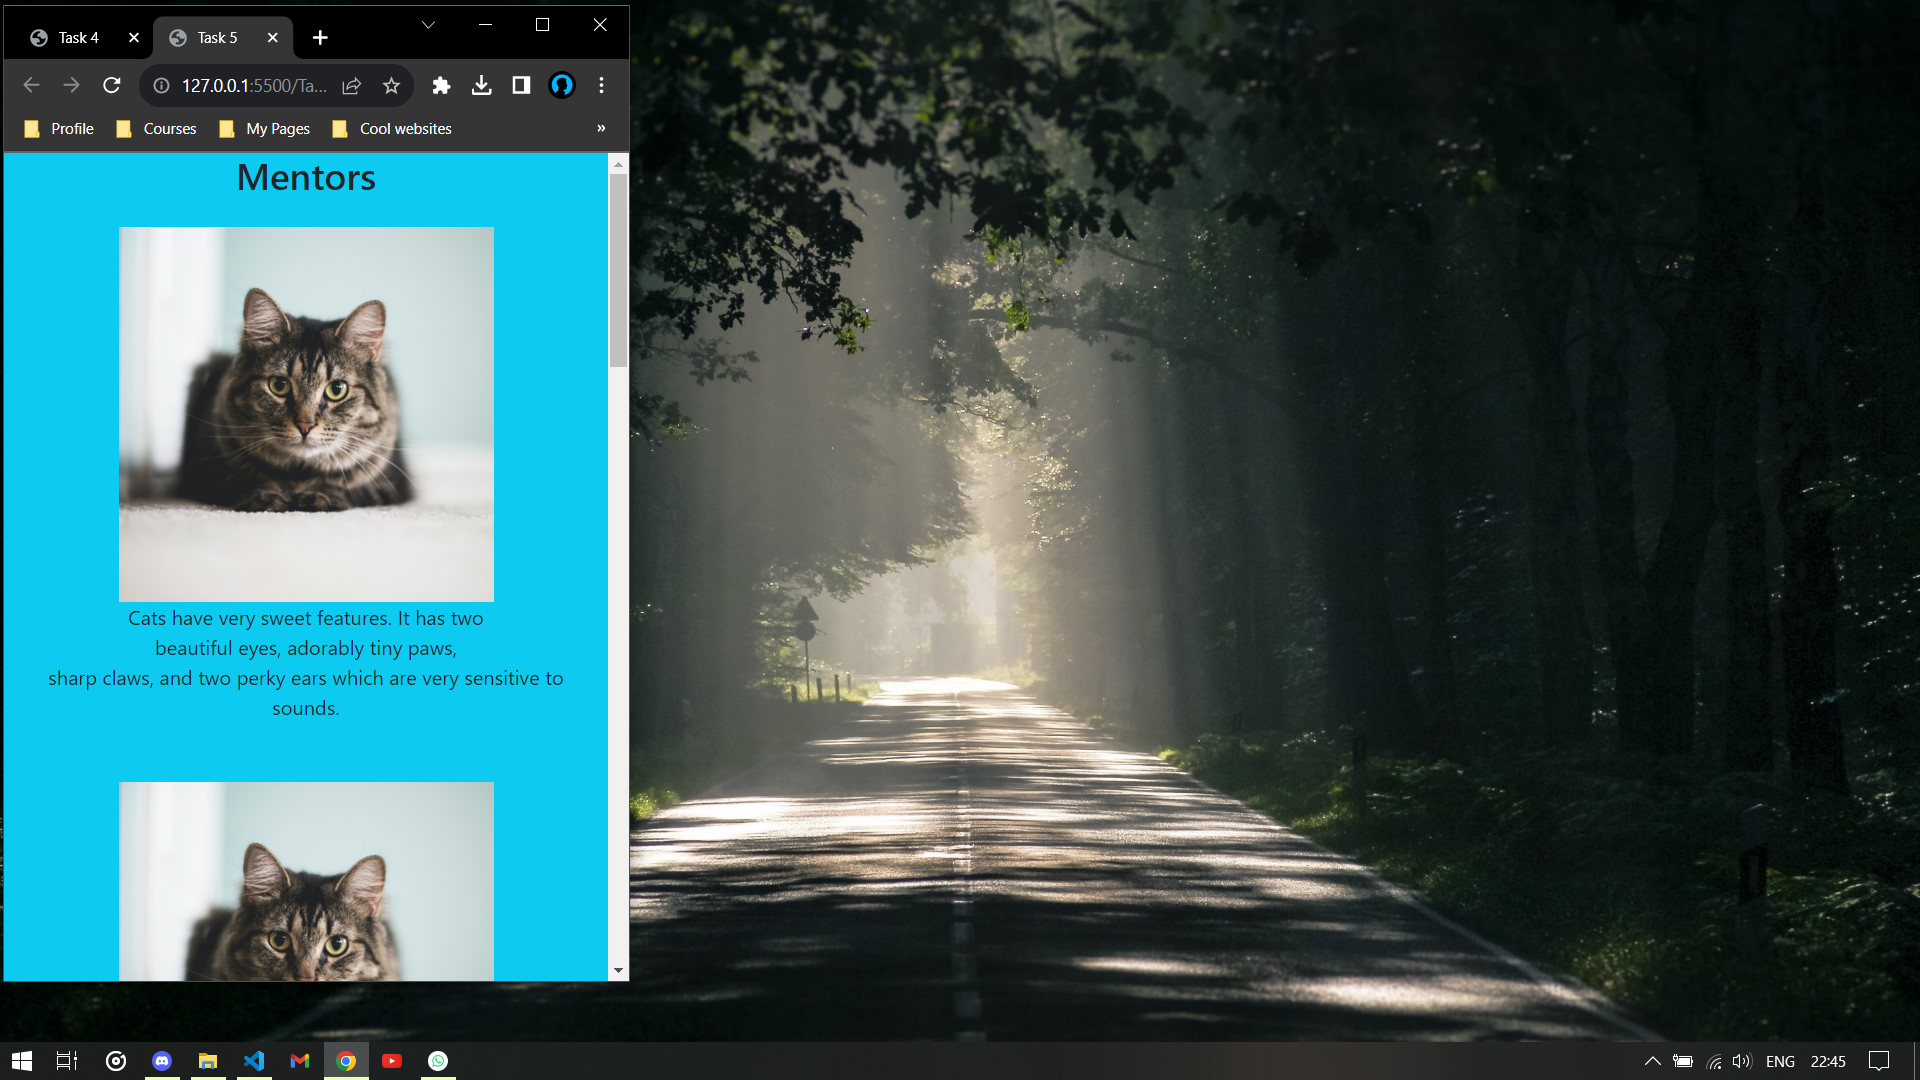 Task 4
Task 5
127.0.0.1:5500/Ta...
Profile
Courses
My Pages
Cool websites
»
Mentors
Cats have very sweet features. It has two
beautiful eyes, adorably tiny paws,
sharp claws, and two perky ears which are very sensitive to
sounds.
ENG
22:45